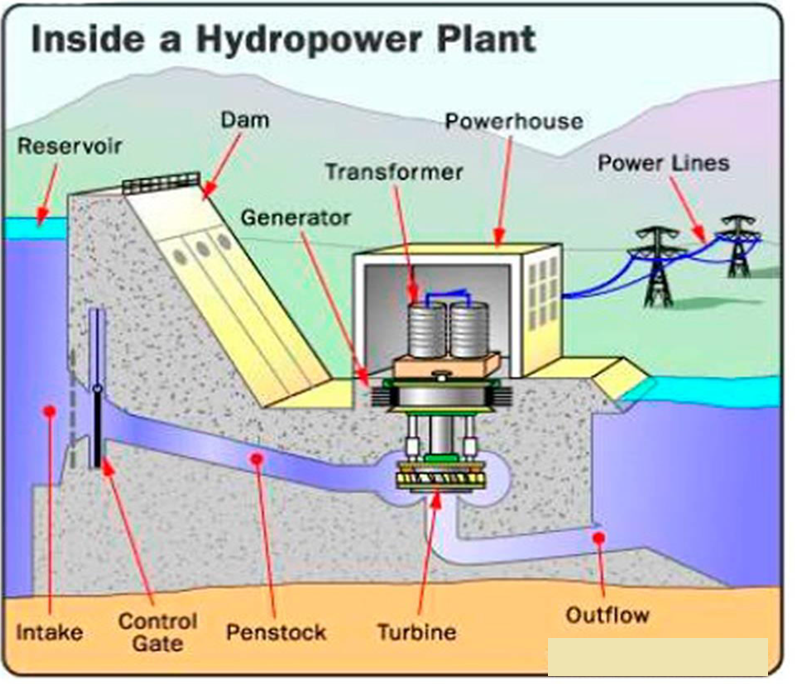 Inside a Hydropower Plant
Dam
Powerhouse
Reservoir
Power Lines
Transformer
Generator
Intake
Control
Gate
Penstock
Turbine
Outflow